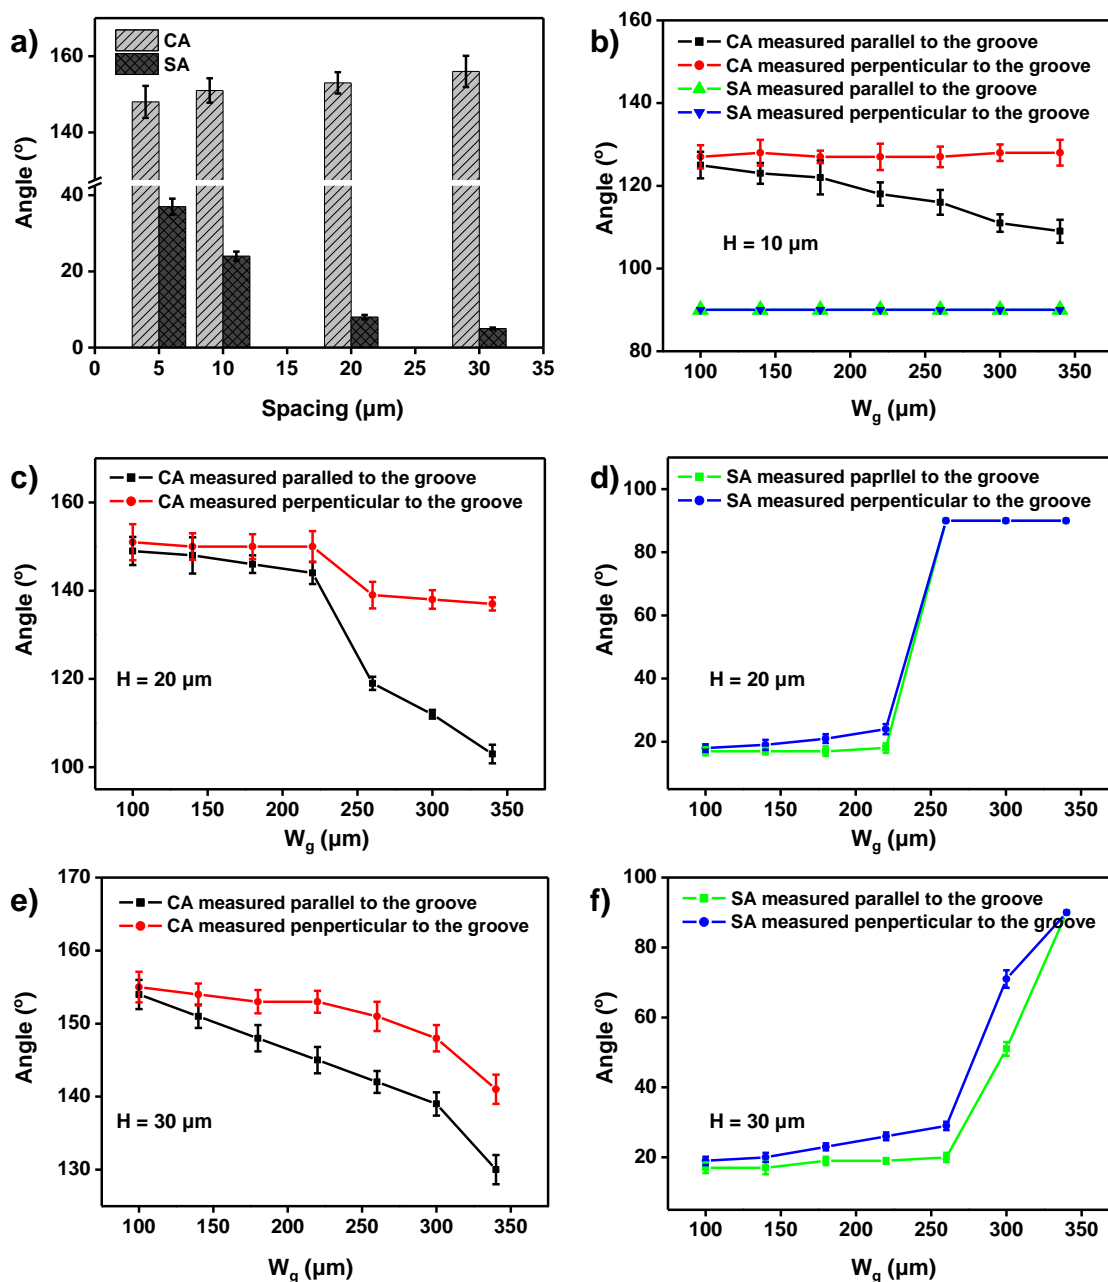 a)
CA
SA
160
140
40
20
0
Angle (°)
0 5 10 15 20 25 30 35
Spacing (μm)
b)
CA measured parallel to the groove
CA measured perpenticular to the groove
SA measured parallel to the groove
SA measured perpenticular to the groove
160
140
120
100
80
Angle (°)
H = 10 μm
100 150 200 250 300 350
Wg (μm)
c)
CA measured paralled to the groove
CA measured perpenticular to the groove
160
140
120
100
Angle (°)
H = 20 μm
100 150 200 250 300 350
Wg (μm)
d)
SA measured paprllel to the groove
SA measured perpenticular to the groove
100
80
60
40
20
Angle (°)
H = 20 μm
100 150 200 250 300 350
Wg (μm)
e)
CA measured parallel to the groove
CA measured penperticular to the groove
170
160
150
140
130
Angle (°)
H = 30 μm
100 150 200 250 300 350
Wg (μm)
f)
SA measured parallel to the groove
SA measured penperticular to the groove
100
80
60
40
20
Angle (°)
H = 30 μm
100 150 200 250 300 350
Wg (μm)